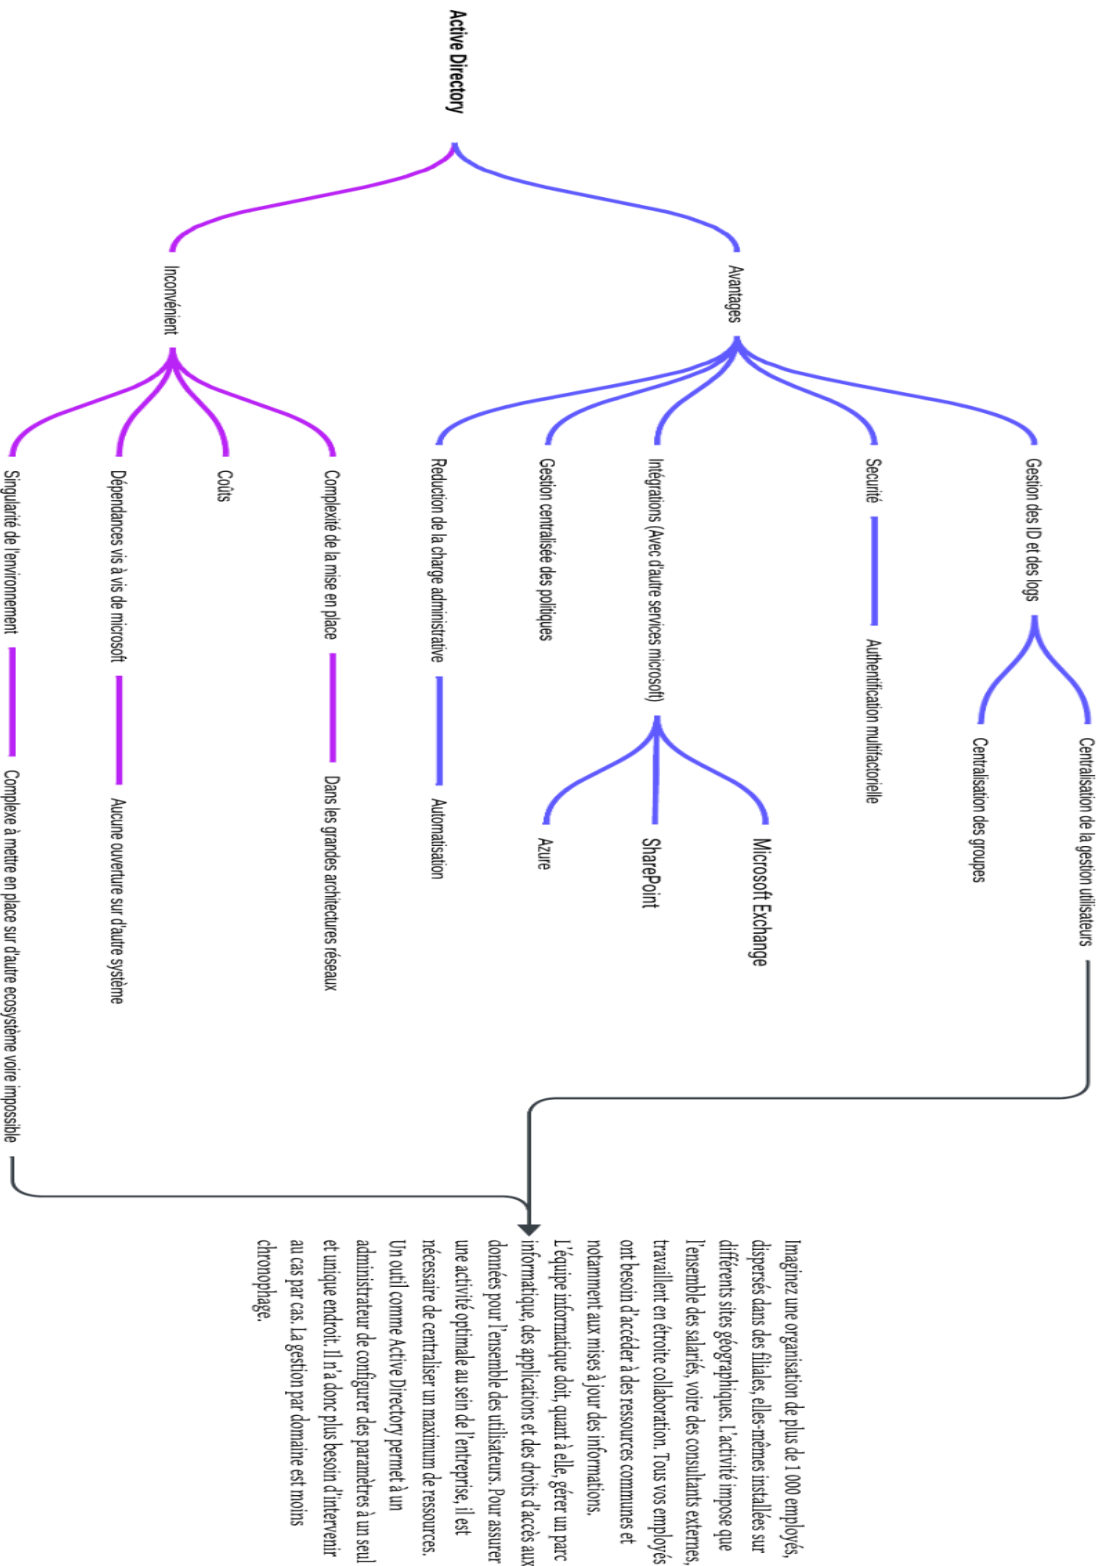 Active Directory
Avantages
Gestion des ID et des logs
Centralisation de la gestion utilisateurs
Centralisation des groupes
Securité
Authentification multifactorielle
Intégrations (Avec d'autre services microsoft)
Microsoft Exchange
SharePoint
Azure
Gestion centralisée des politiques
Reduction de la charge administrative
Automatisation
Inconvénient
Complexité de la mise en place
Dans les grandes architectures réseaux
Coûts
Dépendances vis à vis de microsoft
Aucune ouverture sur d'autre système
Singularité de l'environnement
Complexe à mettre en place sur d'autre ecosystème voire impossible
Imaginez une organisation de plus de 1 000 employés,
dispersés dans des filiales, elles-mêmes installées sur
différents sites géographiques. L'activité impose que
l'ensemble des salariés, voire des consultants externes,
travaillent en étroite collaboration. Tous vos employés
ont besoin d'accéder à des ressources communes et
notamment aux mises à jour des informations.
L'équipe informatique doit, quant à elle, gérer un parc
informatique, des applications et des droits d'accès aux
données pour l'ensemble des utilisateurs. Pour assurer
une activité optimale au sein de l'entreprise, il est
nécessaire de centraliser un maximum de ressources.
Un outil comme Active Directory permet à un
administrateur de configurer des paramètres à un seul
et unique endroit. Il n'a donc plus besoin d'intervenir
au cas par cas. La gestion par domaine est moins
chronophage.